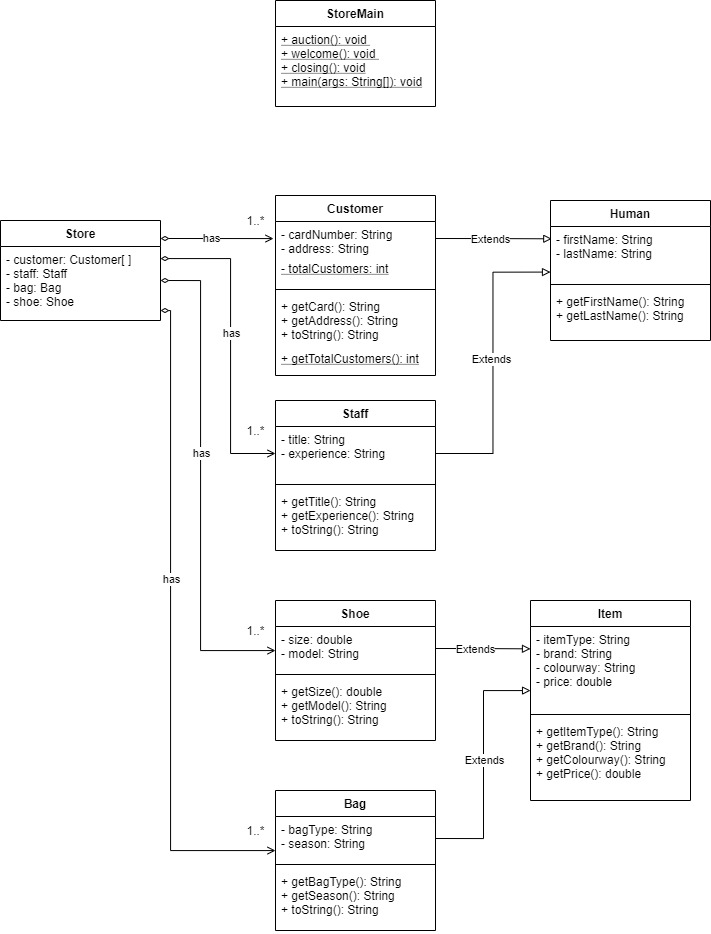 StoreMain
+ auction(): void
+ welcome(): void
+ closing(): void
+ main(args: String[]): void
Store
- customer: Customer[ ]
- staff: Staff
- bag: Bag
- shoe: Shoe
has
1..*
Customer
- cardNumber: String
- address: String
- totalCustomers: int
+ getCard(): String
+ getAddress(): String
+ toString(): String
+ getTotalCustomers(): int
Extends
Human
- firstName: String
- lastName: String
+ getFirstName(): String
+ getLastName(): String
has
1..*
Staff
- title: String
- experience: String
+ getTitle(): String
+ getExperience(): String
+ toString(): String
Extends
has
1..*
Shoe
- size: double
- model: String
+ getSize(): double
+ getModel(): String
+ toString(): String
Extends
Item
- itemType: String
- brand: String
- colourway: String
- price: double
+ getItemType(): String
+ getBrand(): String
+ getColourway(): String
+ getPrice(): double
has
1..*
Bag
- bagType: String
- season: String
+ getBagType(): String
+ getSeason(): String
+ toString(): String
Extends